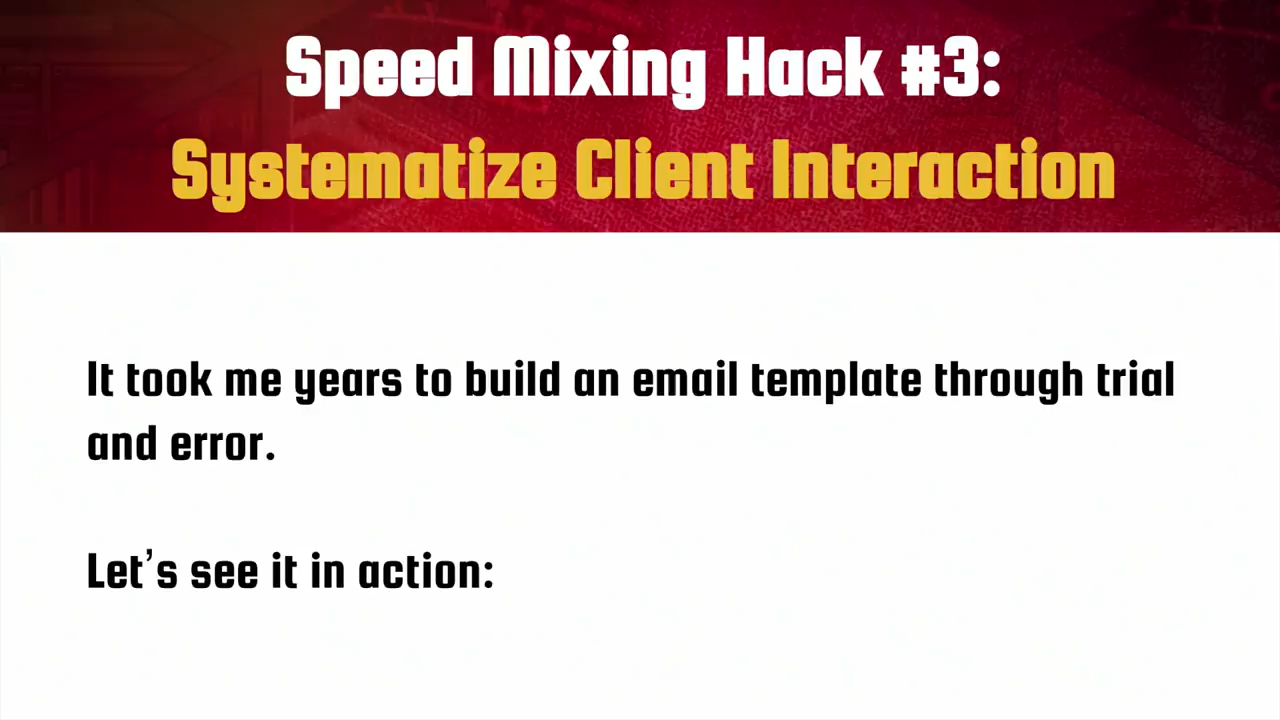 Speed Mixing Hack #3:
Systematize Client Interaction
It took me years to build an email template through trial
and error.
Let’s see it in action: